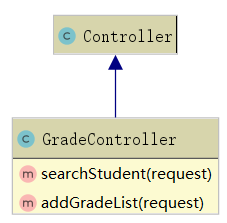 C Controller
C GradeController
m searchStudent(request)
m addGradeList(request)